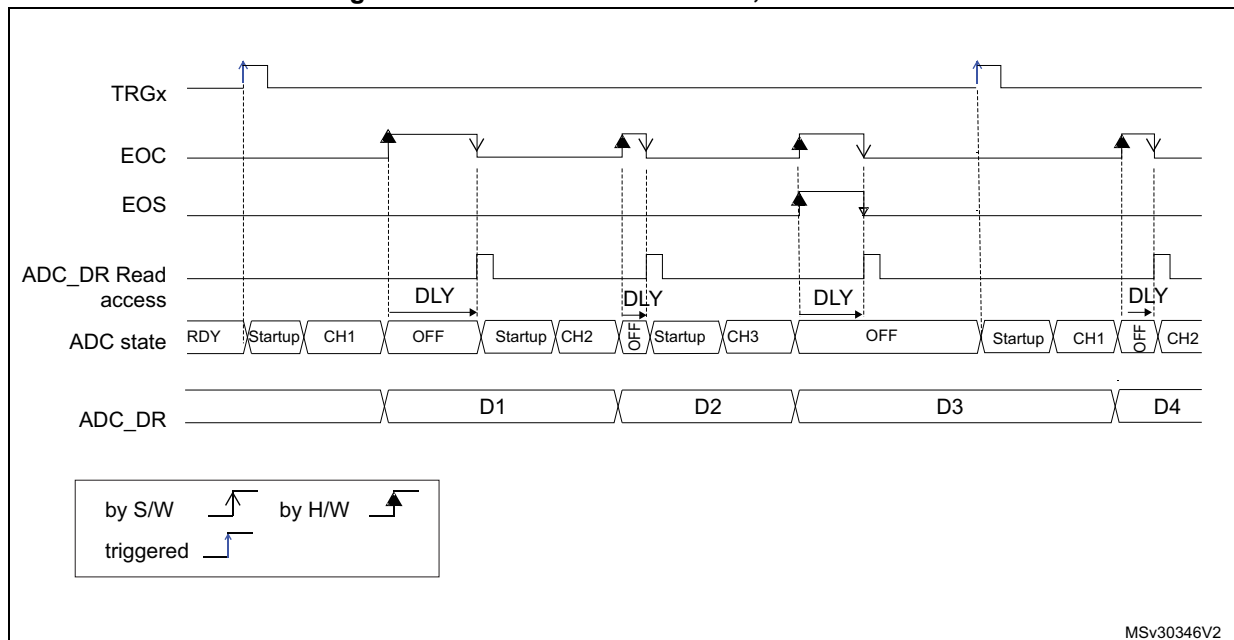 TRGx
EOC
EOS
ADC_DR Read
access
DLY DLY DLY DLY
ADC state RDY Startup CH1 OFF Startup CH2 OFF Startup CH3 OFF Startup CH1 OFF CH2
ADC_DR D1 D2 D3 D4
by S/W by H/W
triggered
MSv30346V2